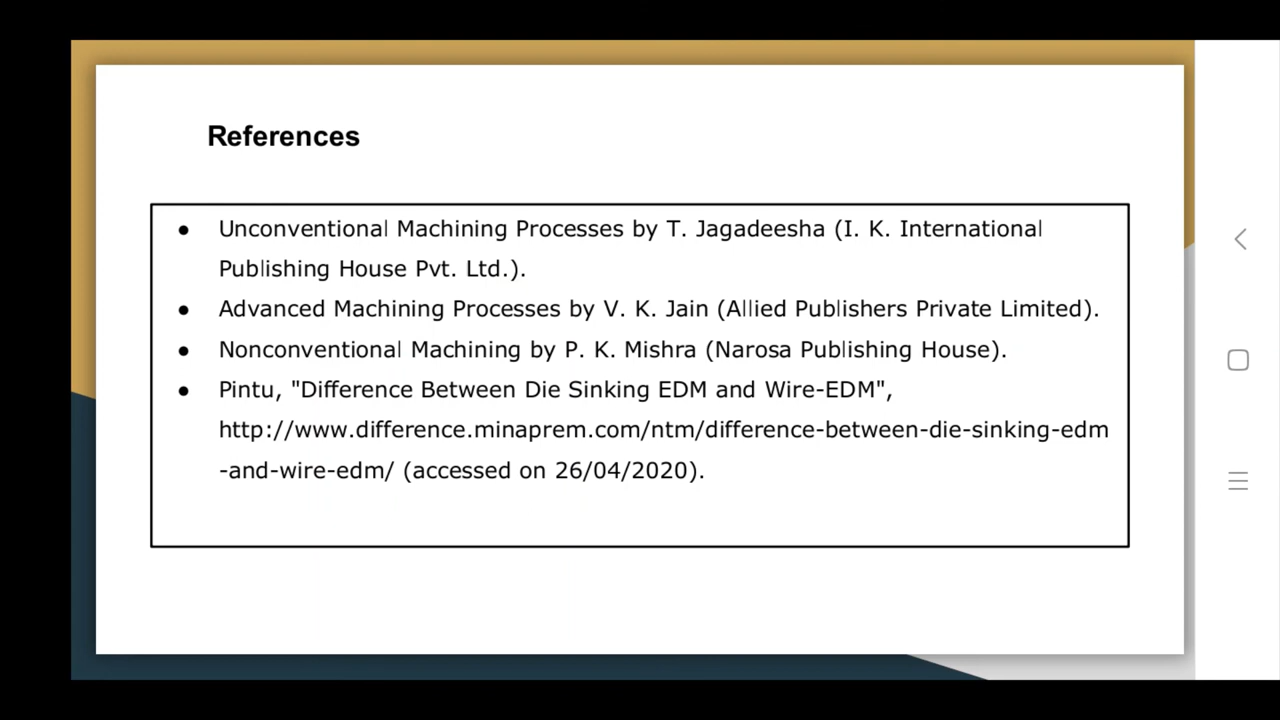 References
● Unconventional Machining Processes by T. Jagadeesha (I. K. International
Publishing House Pvt. Ltd.).
● Advanced Machining Processes by V. K. Jain (Allied Publishers Private Limited).
● Nonconventional Machining by P. K. Mishra (Narosa Publishing House).
● Pintu, "Difference Between Die Sinking EDM and Wire-EDM",
http://www.difference.minaprem.com/ntm/difference-between-die-sinking-edm
-and-wire-edm/ (accessed on 26/04/2020).